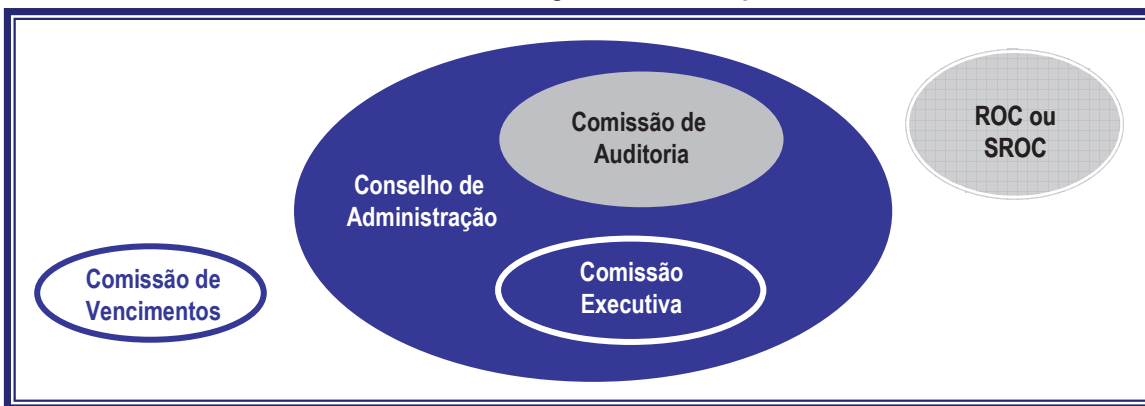 Comissão de
Auditoria
ROC ou
SROC
Conselho de
Administração
Comissão de
Vencimentos
Comissão
Executiva